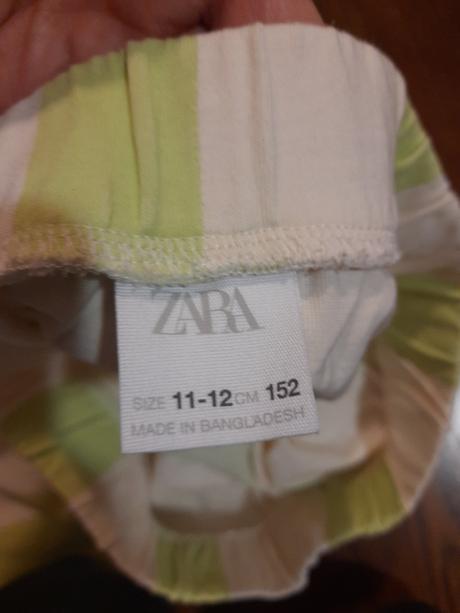 ZARA
SIZE 11-12 CM 152
MADE IN BANGLADESH